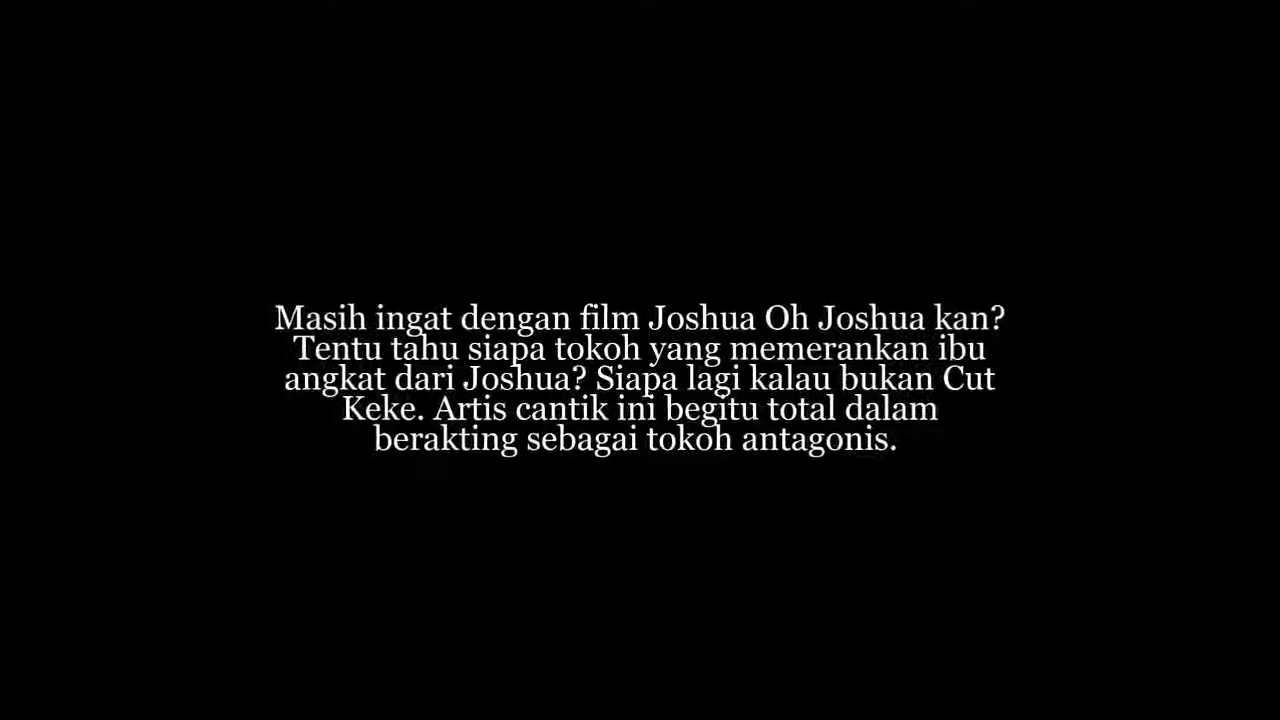 Masih ingat dengan film Joshua Oh Joshua kan?
Tentu tahu siapa tokoh yang memerankan ibu
angkat dari Joshua? Siapa lagi kalau bukan Cut
Keke. Artis cantik ini begitu total dalam
berakting sebagai tokoh antagonis.